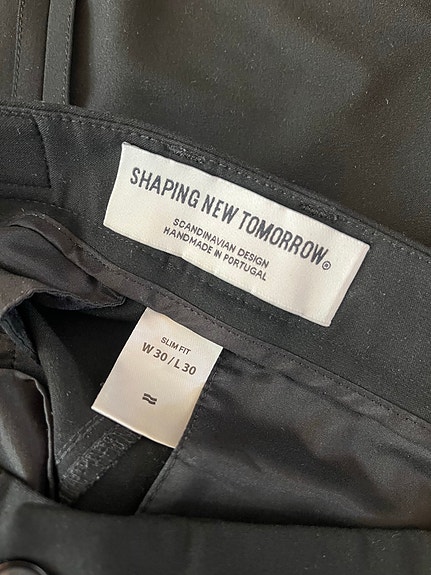 SHAPING NEW TOMORROW®
SCANDINAVIAN DESIGN
HANDMADE IN PORTUGAL
SLIM FIT
W 30 / L 30